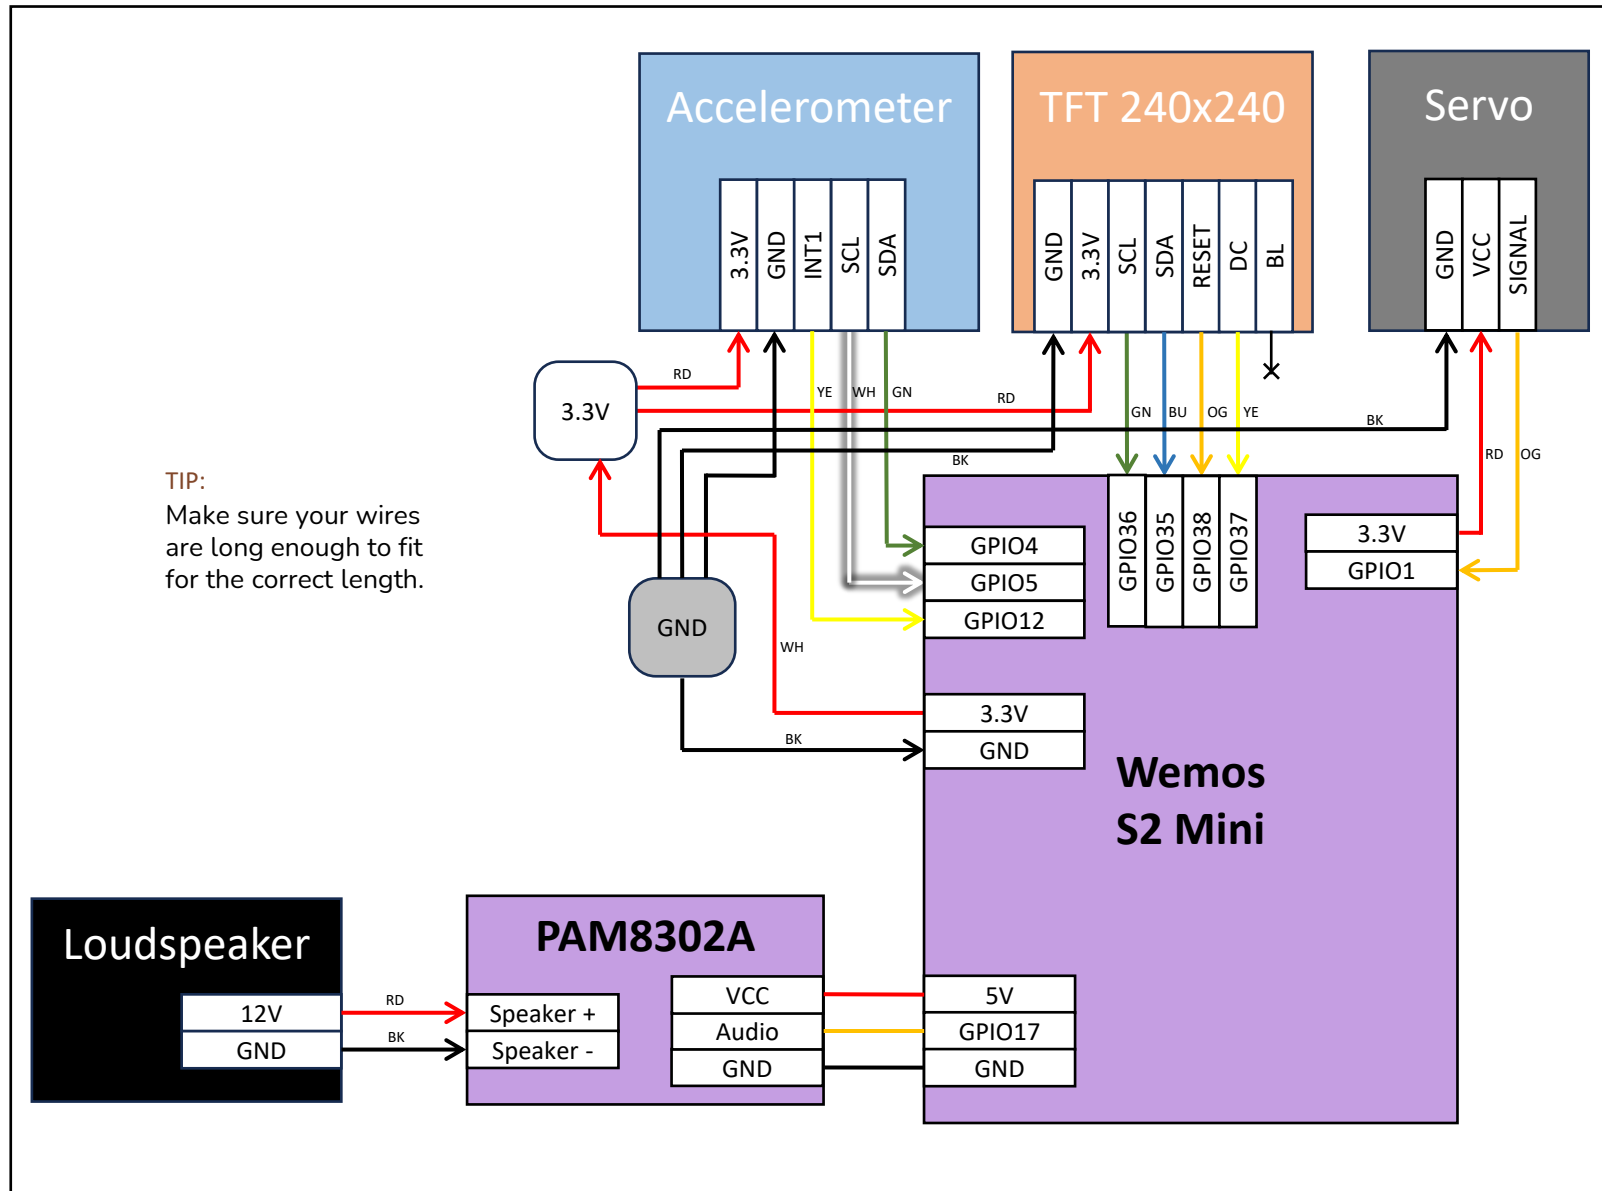 Accelerometer
TFT 240x240
Servo
3.3V
GND
INT1
SCL
SDA
GND
3.3V
SCL
SDA
RESET
DC
BL
GND
VCC
SIGNAL
RD
3.3V
RD
YE
WH
GN
GN
BU
OG
YE
BK
BK
RD
OG
TIP:
Make sure your wires
are long enough to fit
for the correct length.
GPIO4
GPIO5
GPIO12
GPIO36
GPIO35
GPIO38
GPIO37
3.3V
GPIO1
GND
WH
3.3V
GND
BK
Wemos
S2 Mini
Loudspeaker
12V
GND
RD
BK
PAM8302A
Speaker +
Speaker -
VCC
Audio
GND
5V
GPIO17
GND